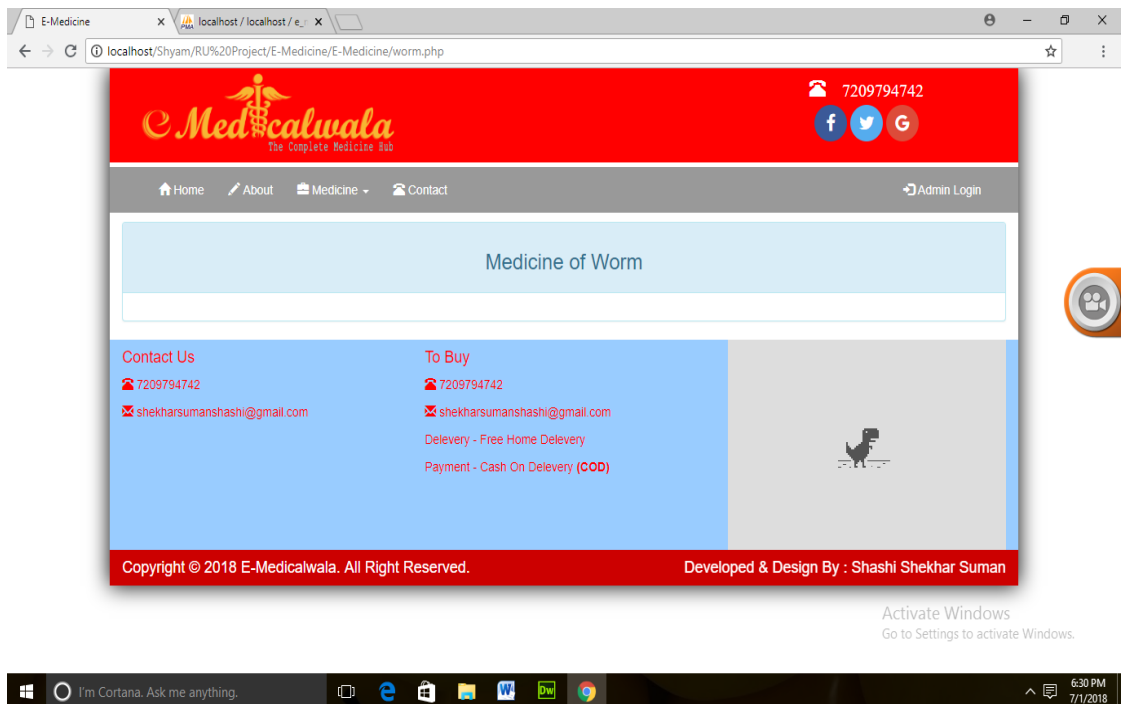 E-Medicine
localhost / localhost / e_
localhost/Shyam/RU%20Project/E-Medicine/E-Medicine/worm.php
e Medicalwala
The Complete Medicine Hub
7209794742
f G
Home About Medicine Contact Admin Login
Medicine of Worm
Contact Us
7209794742
shekharsumanshashi@gmail.com
To Buy
7209794742
shekharsumanshashi@gmail.com
Delevery - Free Home Delevery
Payment - Cash On Delevery (COD)
Copyright © 2018 E-Medicalwala. All Right Reserved. Developed & Design By : Shashi Shekhar Suman
Activate Windows
Go to Settings to activate Windows.
I'm Cortana. Ask me anything.
W Dw
6:30 PM
7/1/2018